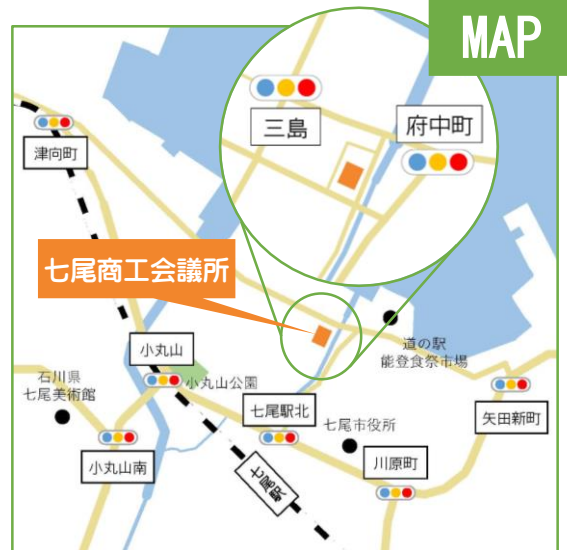 MAP
三島
府中町
津向町
七尾商工会議所
小丸山
小丸山公園
石川県
七尾美術館
道の駅
能登食祭市場
七尾駅北
七尾市役所
矢田新町
小丸山南
川原町
七尾駅